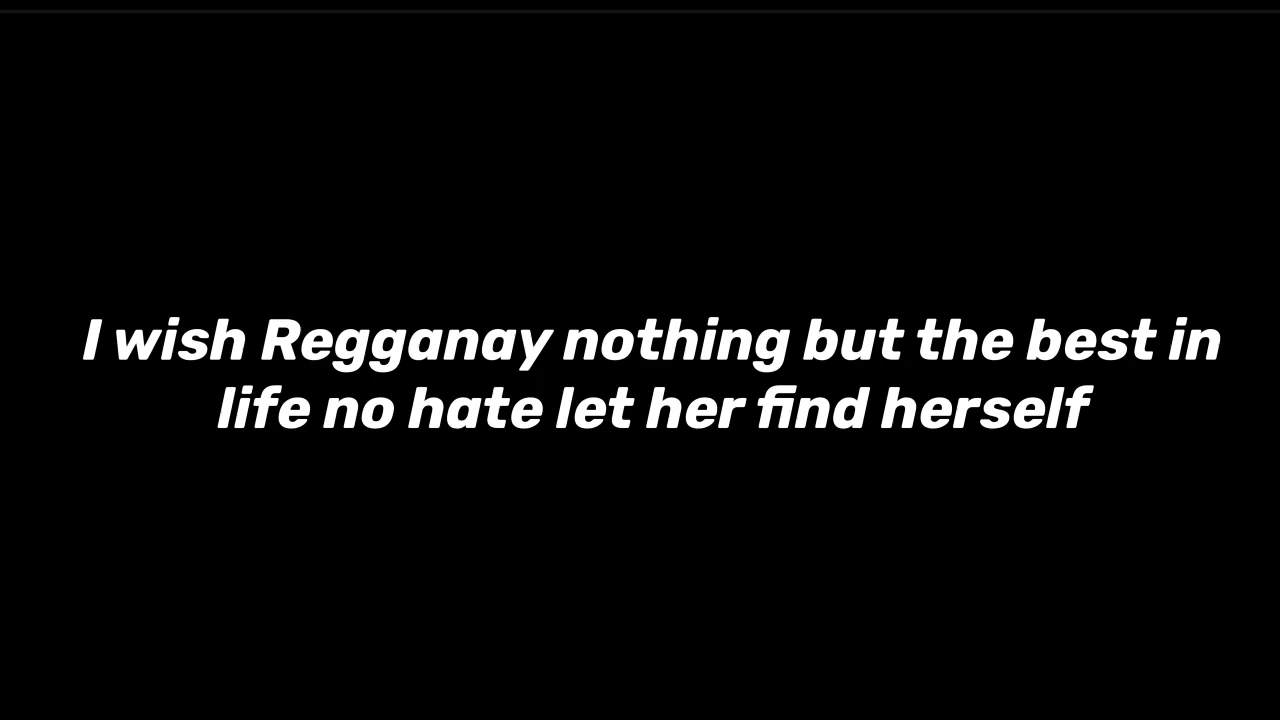 I wish Regganay nothing but the best in
life no hate let her find herself